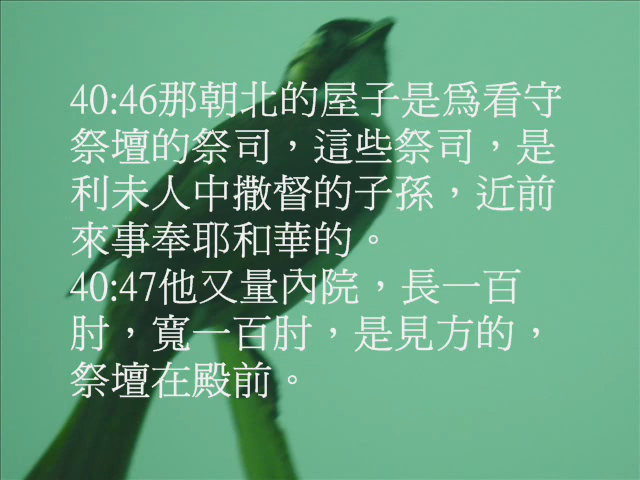 40:46那朝北的屋子是為看守
祭壇的祭司，這些祭司，是
利未人中撒督的子孫，近前
來事奉耶和華的。
40:47他又量內院，長一百
肘，寬一百肘，是見方的，
祭壇在殿前。